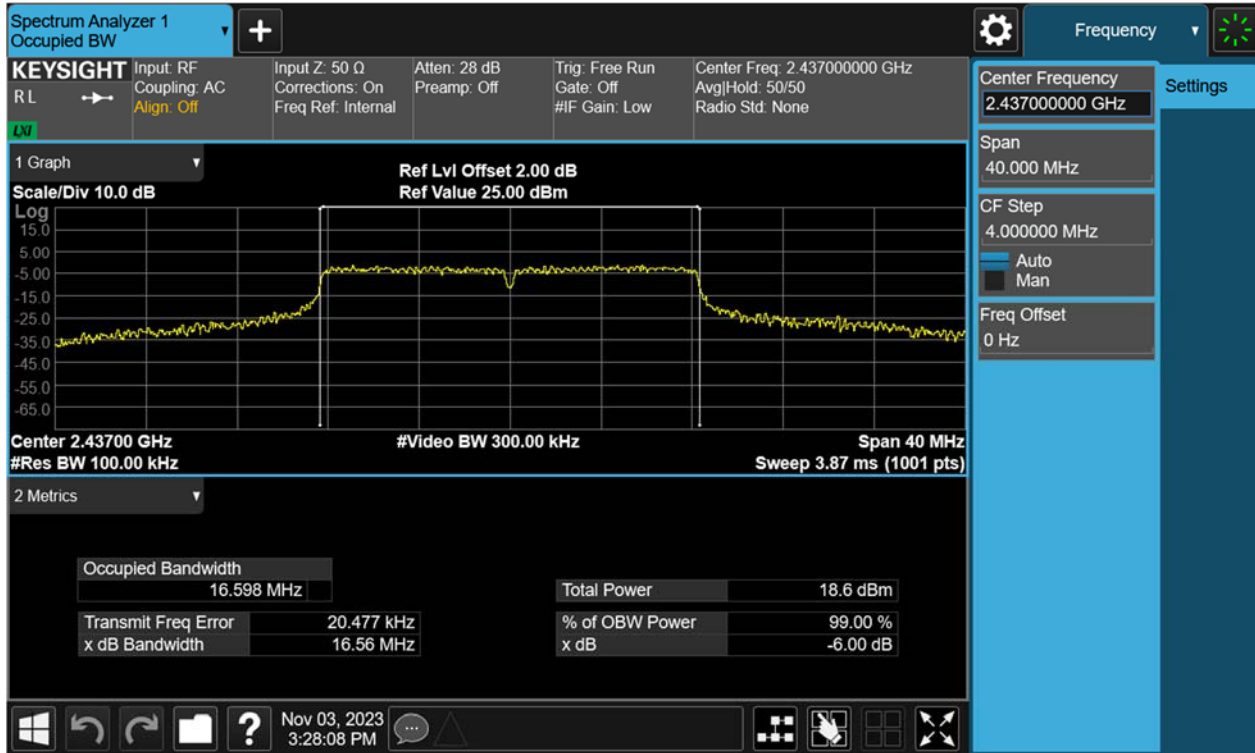 Spectrum Analyzer 1
Occupied BW
+
Frequency
KEYSIGHT
RL
LXI
Input: RF
Coupling: AC
Align: Off
Input Z: 50 Ω
Corrections: On
Freq Ref: Internal
Atten: 28 dB
Preamp: Off
Trig: Free Run
Gate: Off
#IF Gain: Low
Center Freq: 2.437000000 GHz
Avg|Hold: 50/50
Radio Std: None
Center Frequency
2.437000000 GHz
Settings
Span
40.000 MHz
CF Step
4.000000 MHz
Auto
Man
Freq Offset
0 Hz
1 Graph
Scale/Div 10.0 dB
Ref Lvl Offset 2.00 dB
Ref Value 25.00 dBm
Log
15.0
5.00
-5.00
-15.0
-25.0
-35.0
-45.0
-55.0
-65.0
Center 2.43700 GHz
#Video BW 300.00 kHz
Span 40 MHz
#Res BW 100.00 kHz
Sweep 3.87 ms (1001 pts)
2 Metrics
Occupied Bandwidth
16.598 MHz
Total Power 18.6 dBm
Transmit Freq Error 20.477 kHz
% of OBW Power 99.00 %
x dB Bandwidth 16.56 MHz
x dB -6.00 dB
?
Nov 03, 2023
3:28:08 PM